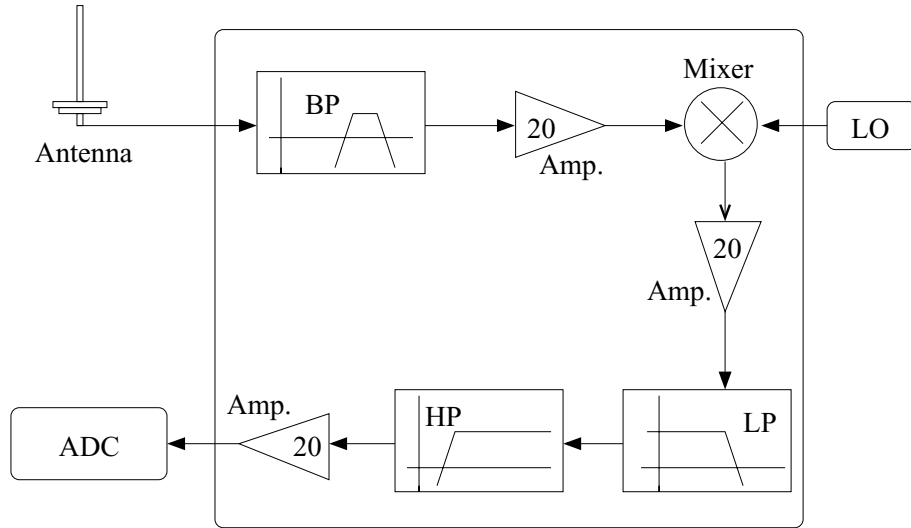 Mixer
BP
20
LO
Antenna
Amp.
20
Amp.
Amp.
HP
LP
ADC
20